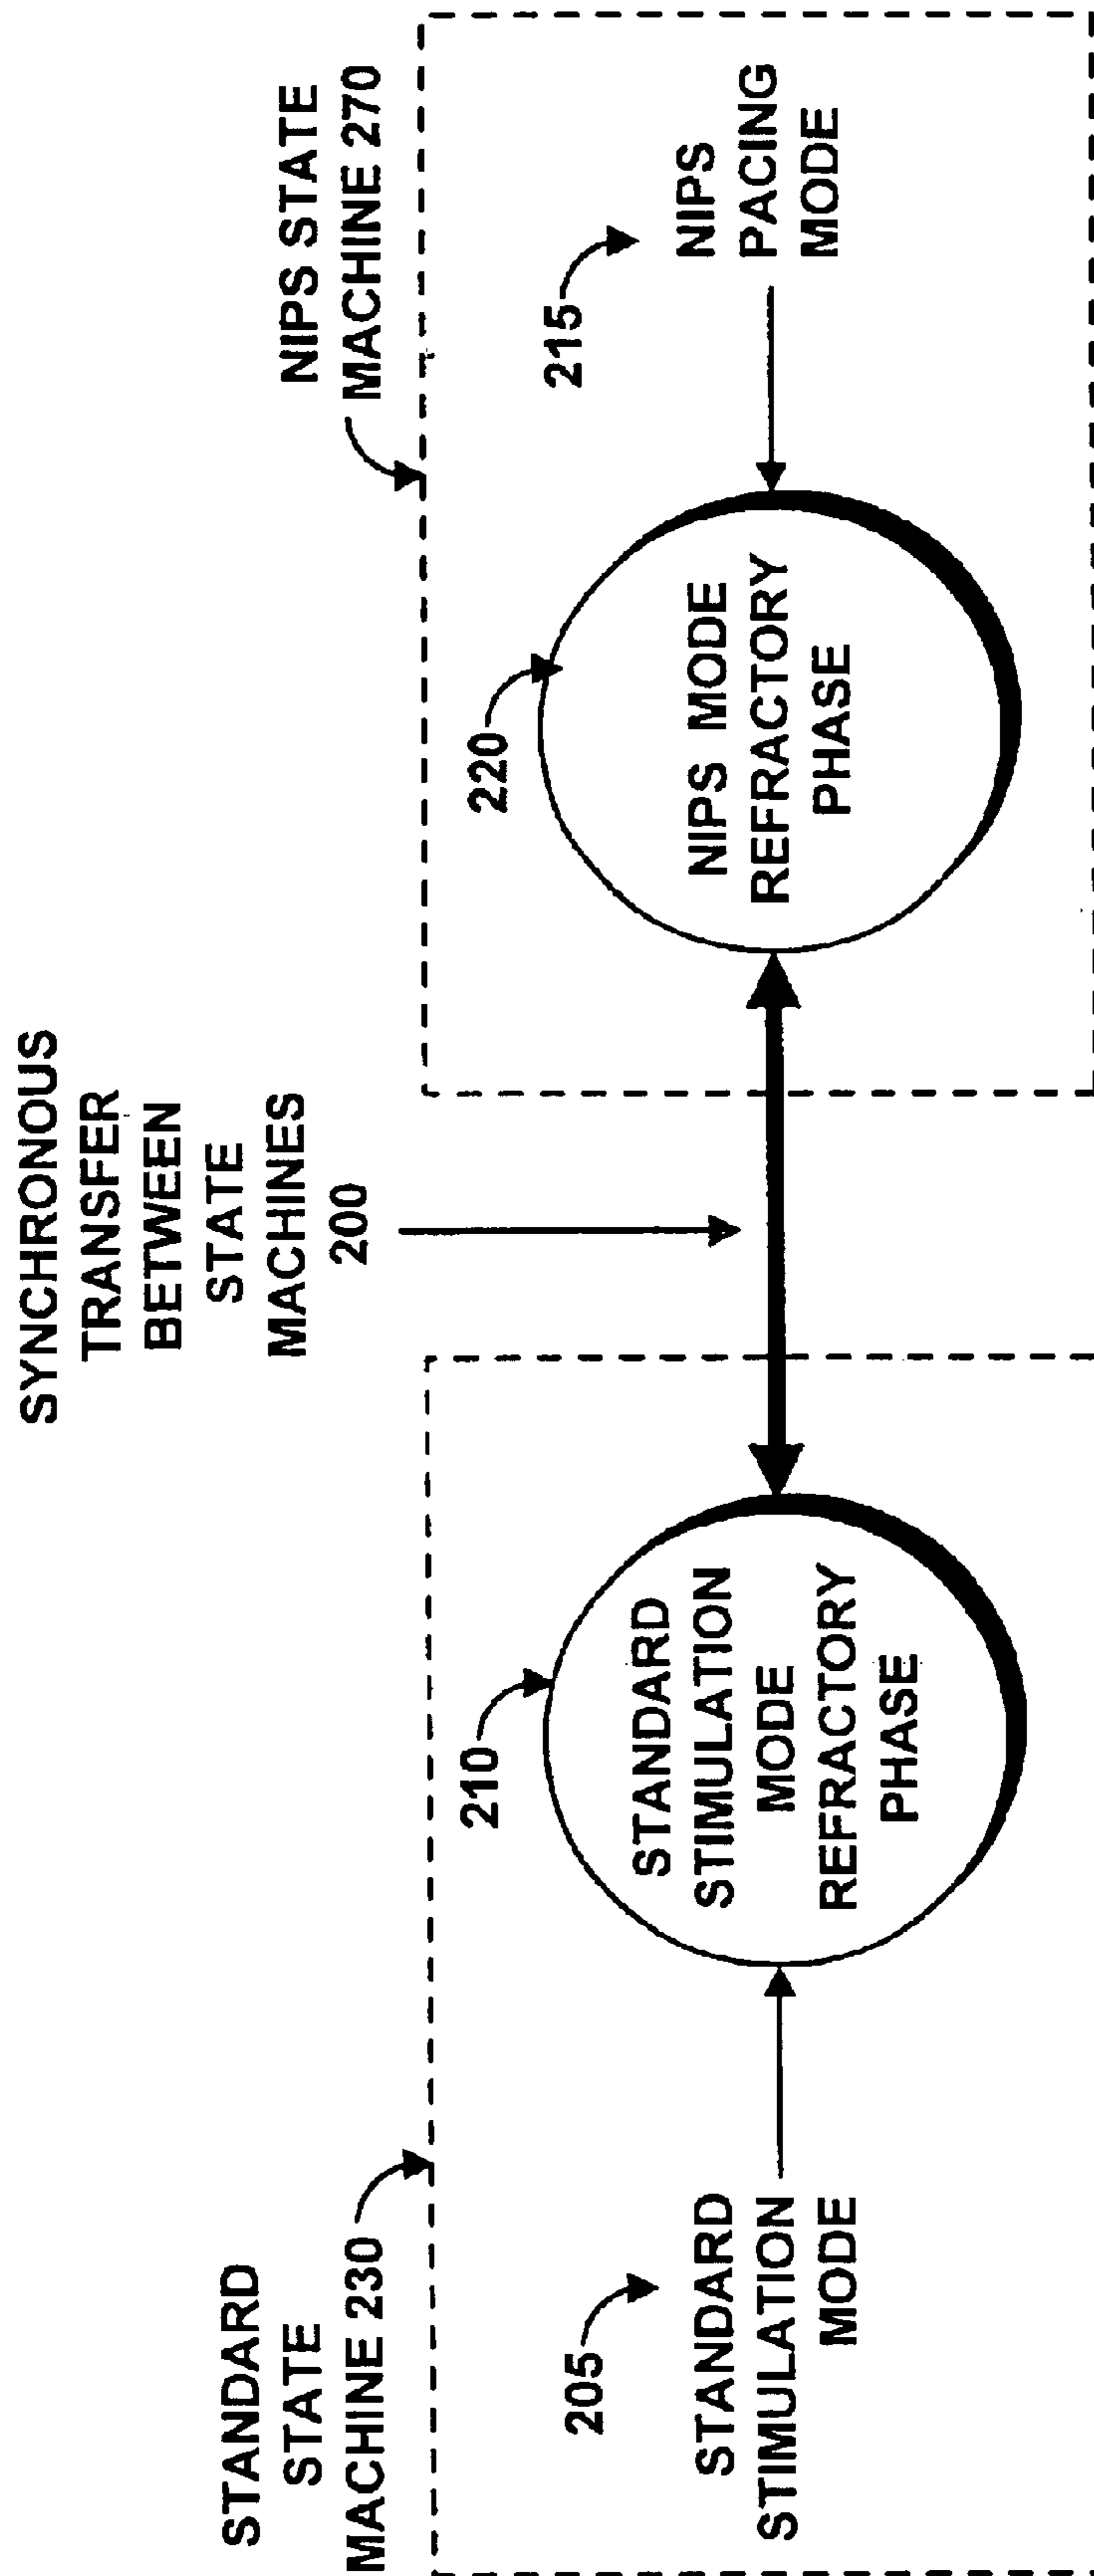 SYNCHRONOUS
TRANSFER
BETWEEN
STATE
MACHINES
200
STANDARD
STATE
MACHINE 230
NIPS STATE
MACHINE 270
205
STANDARD
STIMULATION
MODE
210
STANDARD
STIMULATION
MODE
REFRACTORY
PHASE
220
NIPS MODE
REFRACTORY
PHASE
215
NIPS
PACING
MODE